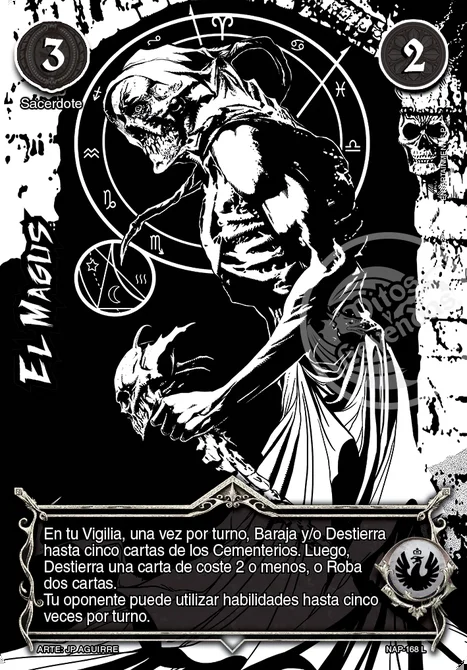 3
2
Sacerdote
EL MAGUS
Mitos
y
Leyendas
En tu Vigilia, una vez por turno, Baraja y/o Destierra
hasta cinco cartas de los Cementerios. Luego,
Destierra una carta de coste 2 o menos, o Roba
dos cartas.
Tu oponente puede utilizar habilidades hasta cinco
veces por turno.
ARTE: JP AGUIRRE
NAP-168 L